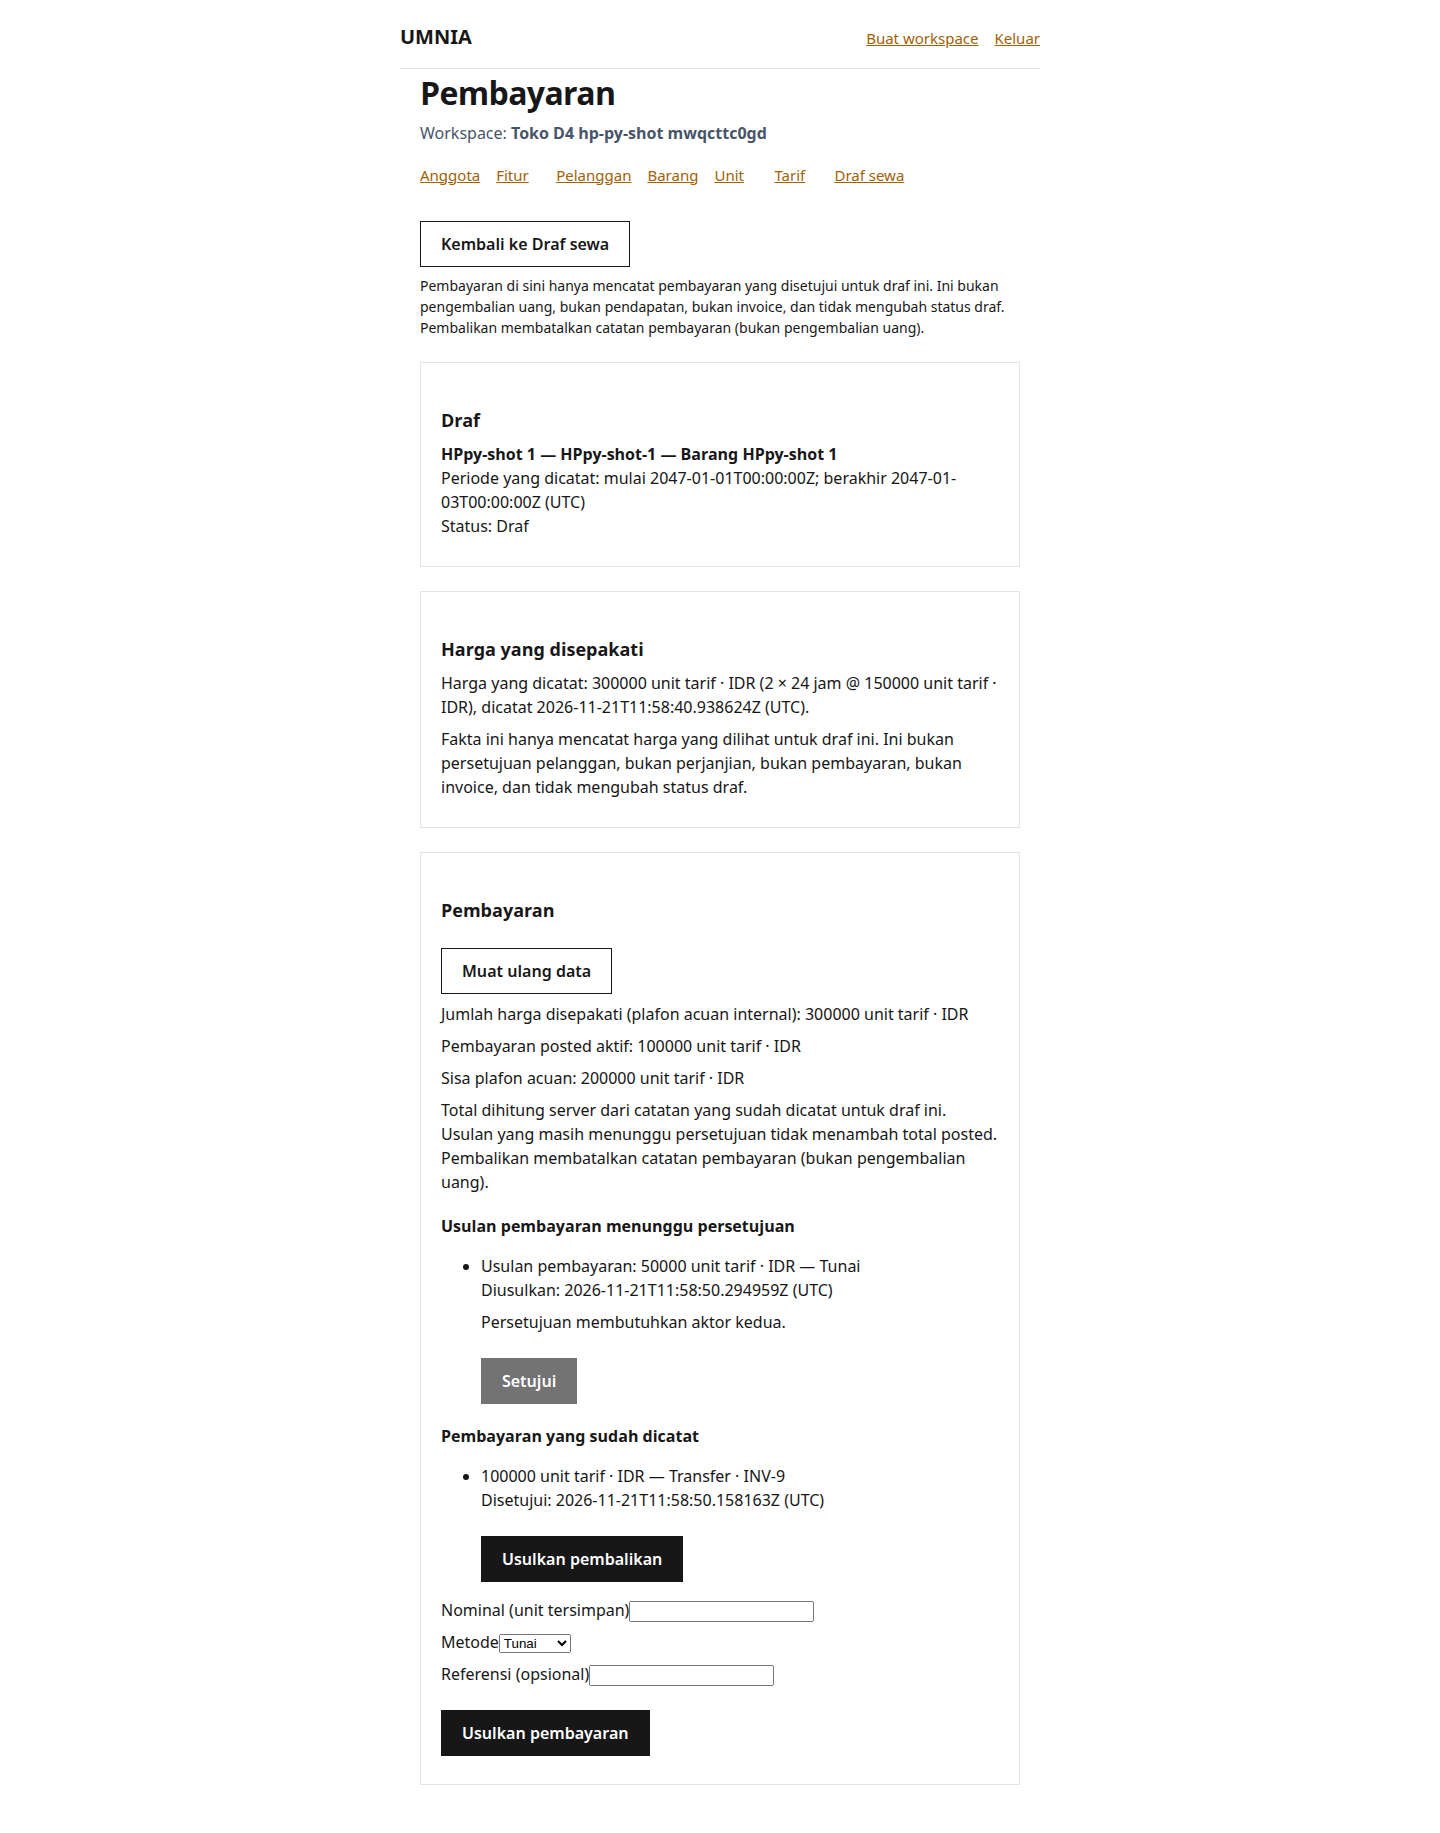 UMNIA
Buat workspace Keluar
Pembayaran
Workspace: Toko D4 hp-py-shot mwqcttc0gd
Anggota Fitur Pelanggan Barang Unit Tarif Draf sewa
Kembali ke Draf sewa
Pembayaran di sini hanya mencatat pembayaran yang disetujui untuk draf ini. Ini bukan
pengembalian uang, bukan pendapatan, bukan invoice, dan tidak mengubah status draf.
Pembalikan membatalkan catatan pembayaran (bukan pengembalian uang).
Draf
HPpy-shot 1 — HPpy-shot-1 — Barang HPpy-shot 1
Periode yang dicatat: mulai 2047-01-01T00:00:00Z; berakhir 2047-01-
03T00:00:00Z (UTC)
Status: Draf
Harga yang disepakati
Harga yang dicatat: 300000 unit tarif · IDR (2 × 24 jam @ 150000 unit tarif ·
IDR), dicatat 2026-11-21T11:58:40.938624Z (UTC).
Fakta ini hanya mencatat harga yang dilihat untuk draf ini. Ini bukan
persetujuan pelanggan, bukan perjanjian, bukan pembayaran, bukan
invoice, dan tidak mengubah status draf.
Pembayaran
Muat ulang data
Jumlah harga disepakati (plafon acuan internal): 300000 unit tarif · IDR
Pembayaran posted aktif: 100000 unit tarif · IDR
Sisa plafon acuan: 200000 unit tarif · IDR
Total dihitung server dari catatan yang sudah dicatat untuk draf ini.
Usulan yang masih menunggu persetujuan tidak menambah total posted.
Pembalikan membatalkan catatan pembayaran (bukan pengembalian
uang).
Usulan pembayaran menunggu persetujuan
• Usulan pembayaran: 50000 unit tarif · IDR — Tunai
Diusulkan: 2026-11-21T11:58:50.294959Z (UTC)
Persetujuan membutuhkan aktor kedua.
Setujui
Pembayaran yang sudah dicatat
• 100000 unit tarif · IDR — Transfer · INV-9
Disetujui: 2026-11-21T11:58:50.158163Z (UTC)
Usulkan pembalikan
Nominal (unit tersimpan)
Metode Tunai
Referensi (opsional)
Usulkan pembayaran